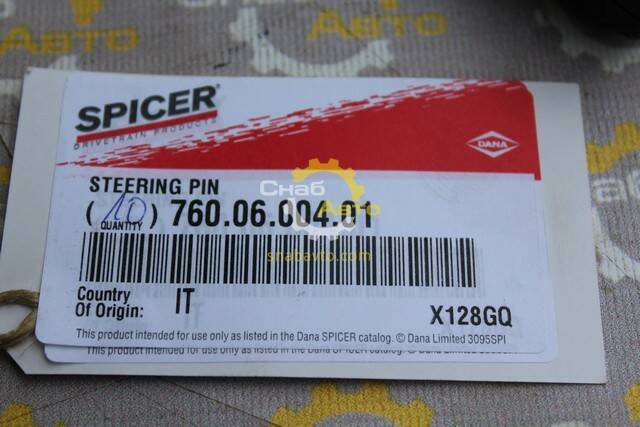 SPICER®
DRIVETRAIN PRODUCTS
DANA
STEERING PIN
(10) 760.06.004.01
QUANTITY
Country
Of Origin:
IT
X128GQ
This product intended for use only as listed in the Dana SPICER catalog. © Dana Limited 3095SPI
This product intended for use only as listed in the Dana SPICER catalog. © Dana Limited
Снаб
Авто
snabavto.com
Авто